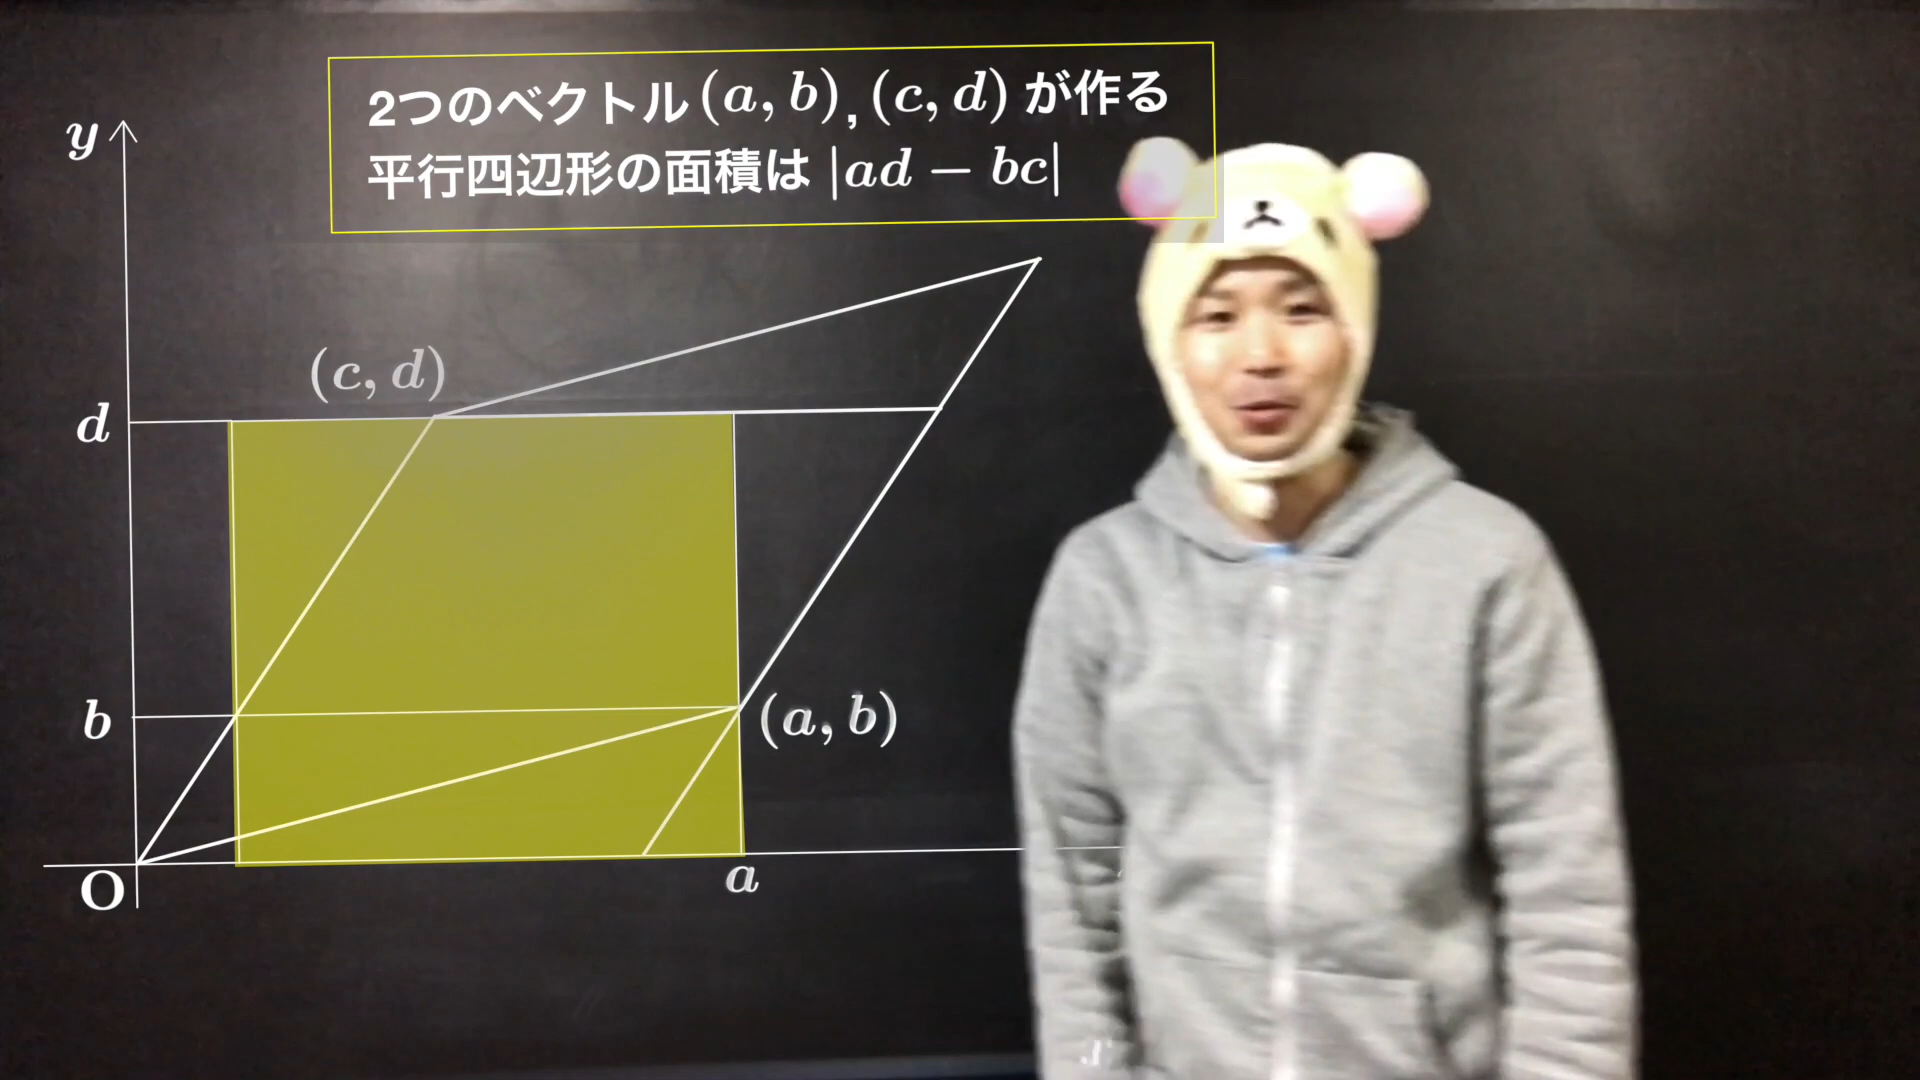 2つのベクトル(a, b),(c, d)が作る
平行四辺形の面積は |ad − bc|
y
(c, d)
d
b
(a, b)
O
a
x